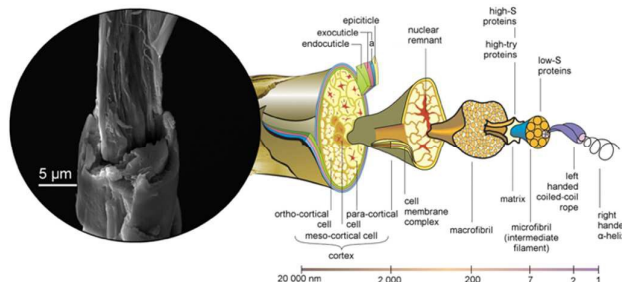 epiciticle
exocuticle
endocuticle
a
nuclear
remnant
high-S
proteins
high-try
proteins
low-S
proteins
5 µm
ortho-cortical
cell
para-cortical
cell
meso-cortical cell
cortex
cell
membrane
complex
macrofibril
matrix
microfibril
(intermediate
filament)
left
handed
coiled-coil
rope
right
hande
α-helix
20 000 nm
2 000
200
7
2
1